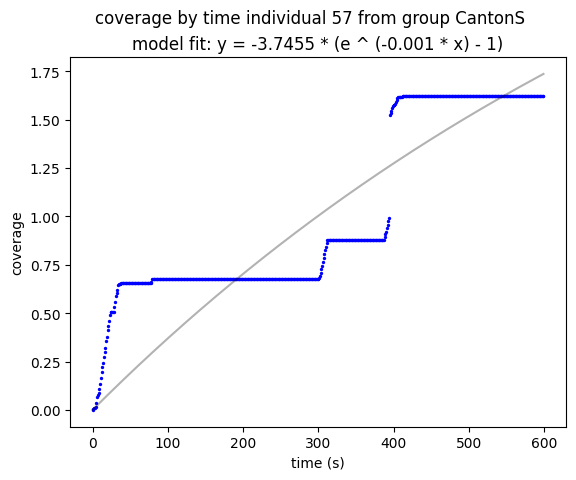 coverage by time individual 57 from group CantonS
model fit: y = -3.7455 * (e ^ (-0.001 * x) - 1)
1.75
1.50
1.25
1.00
0.75
0.50
0.25
0.00
coverage
0 100 200 300 400 500 600
time (s)